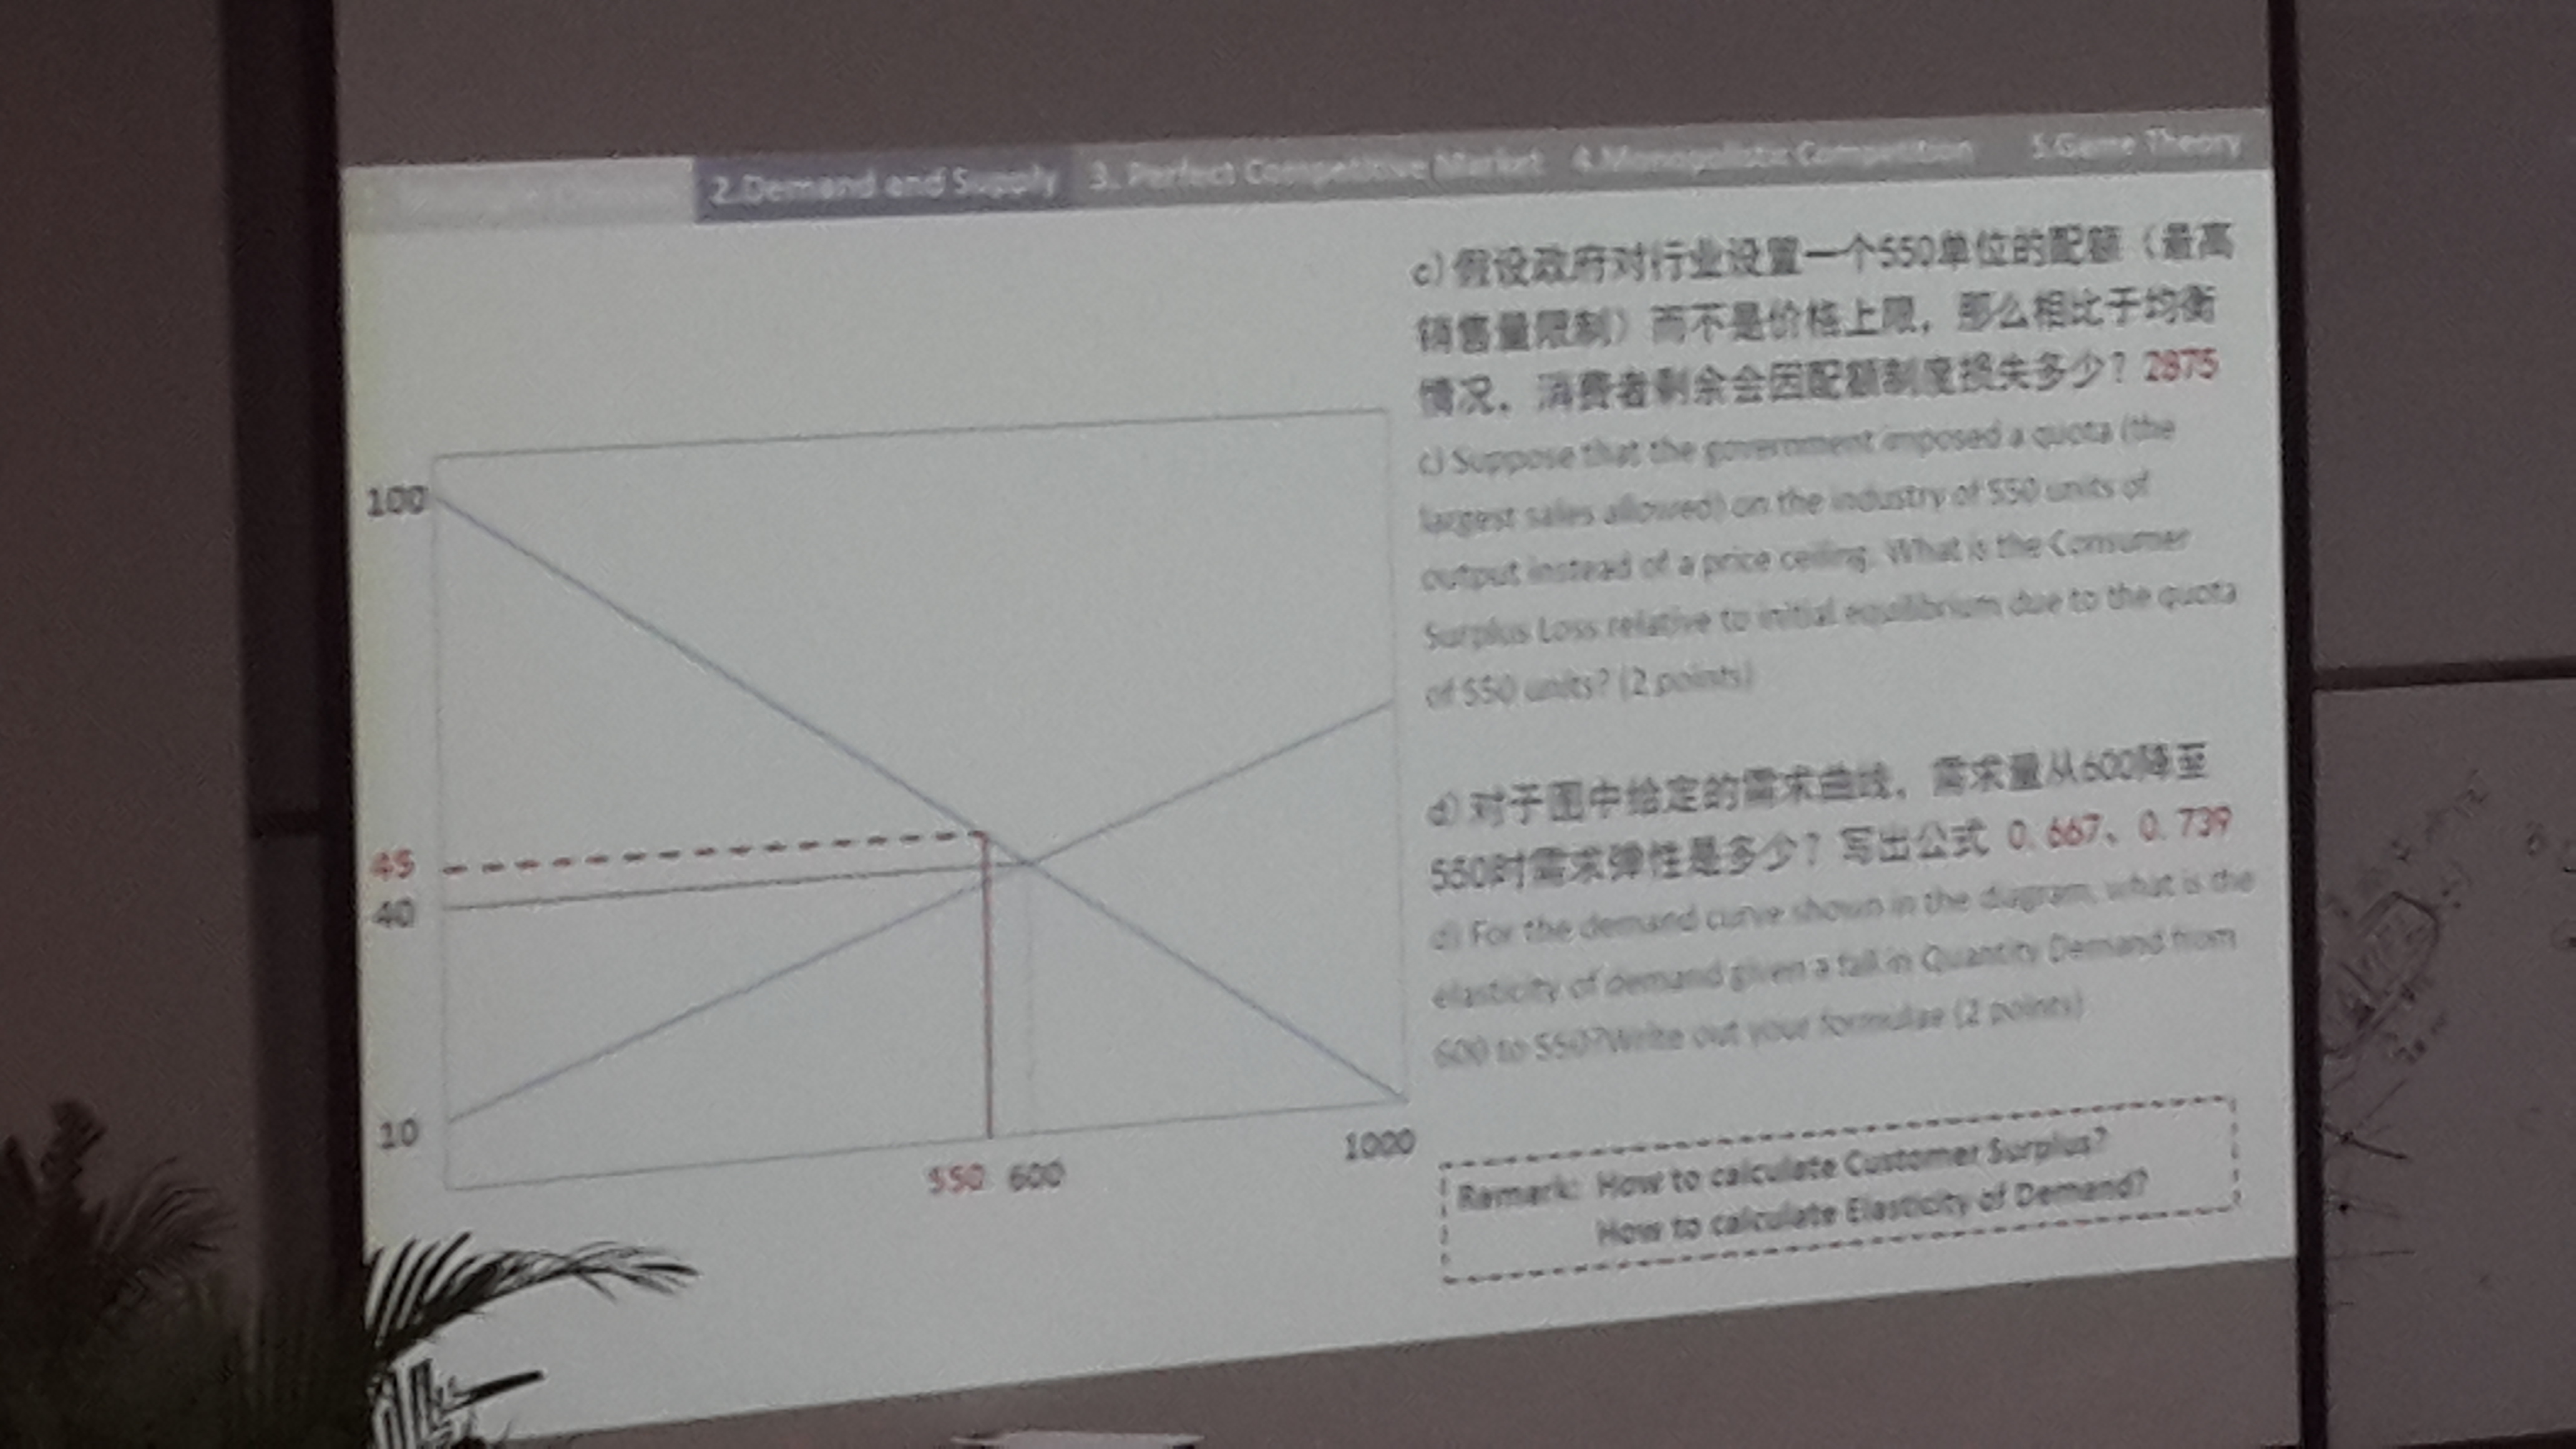 2.Demand and Supply
3. Perfect Competitive Market
4.Monopolistic Competition
5.Game Theory
100
45
40
10
550
600
1000
c) 假设政府对行业设置一个550单位的配额（最高
销售量限制）而不是价格上限，那么相比于均衡
情况，消费者剩余会因配额制度损失多少？2875
c) Suppose that the government imposed a quota (the
largest sales allowed) on the industry of 550 units of
output instead of a price ceiling. What is the Consumer
Surplus Loss relative to initial equilibrium due to the quota
of 550 units? (2 points)
d) 对于图中给定的需求曲线，需求量从600降至
550时需求弹性是多少？写出公式 0.667、0.739
d) For the demand curve shown in the diagram, what is the
elasticity of demand given a fall in Quantity Demand from
600 to 550?Write out your formulae (2 points)
Remark: How to calculate Customer Surplus?
How to calculate Elasticity of Demand?